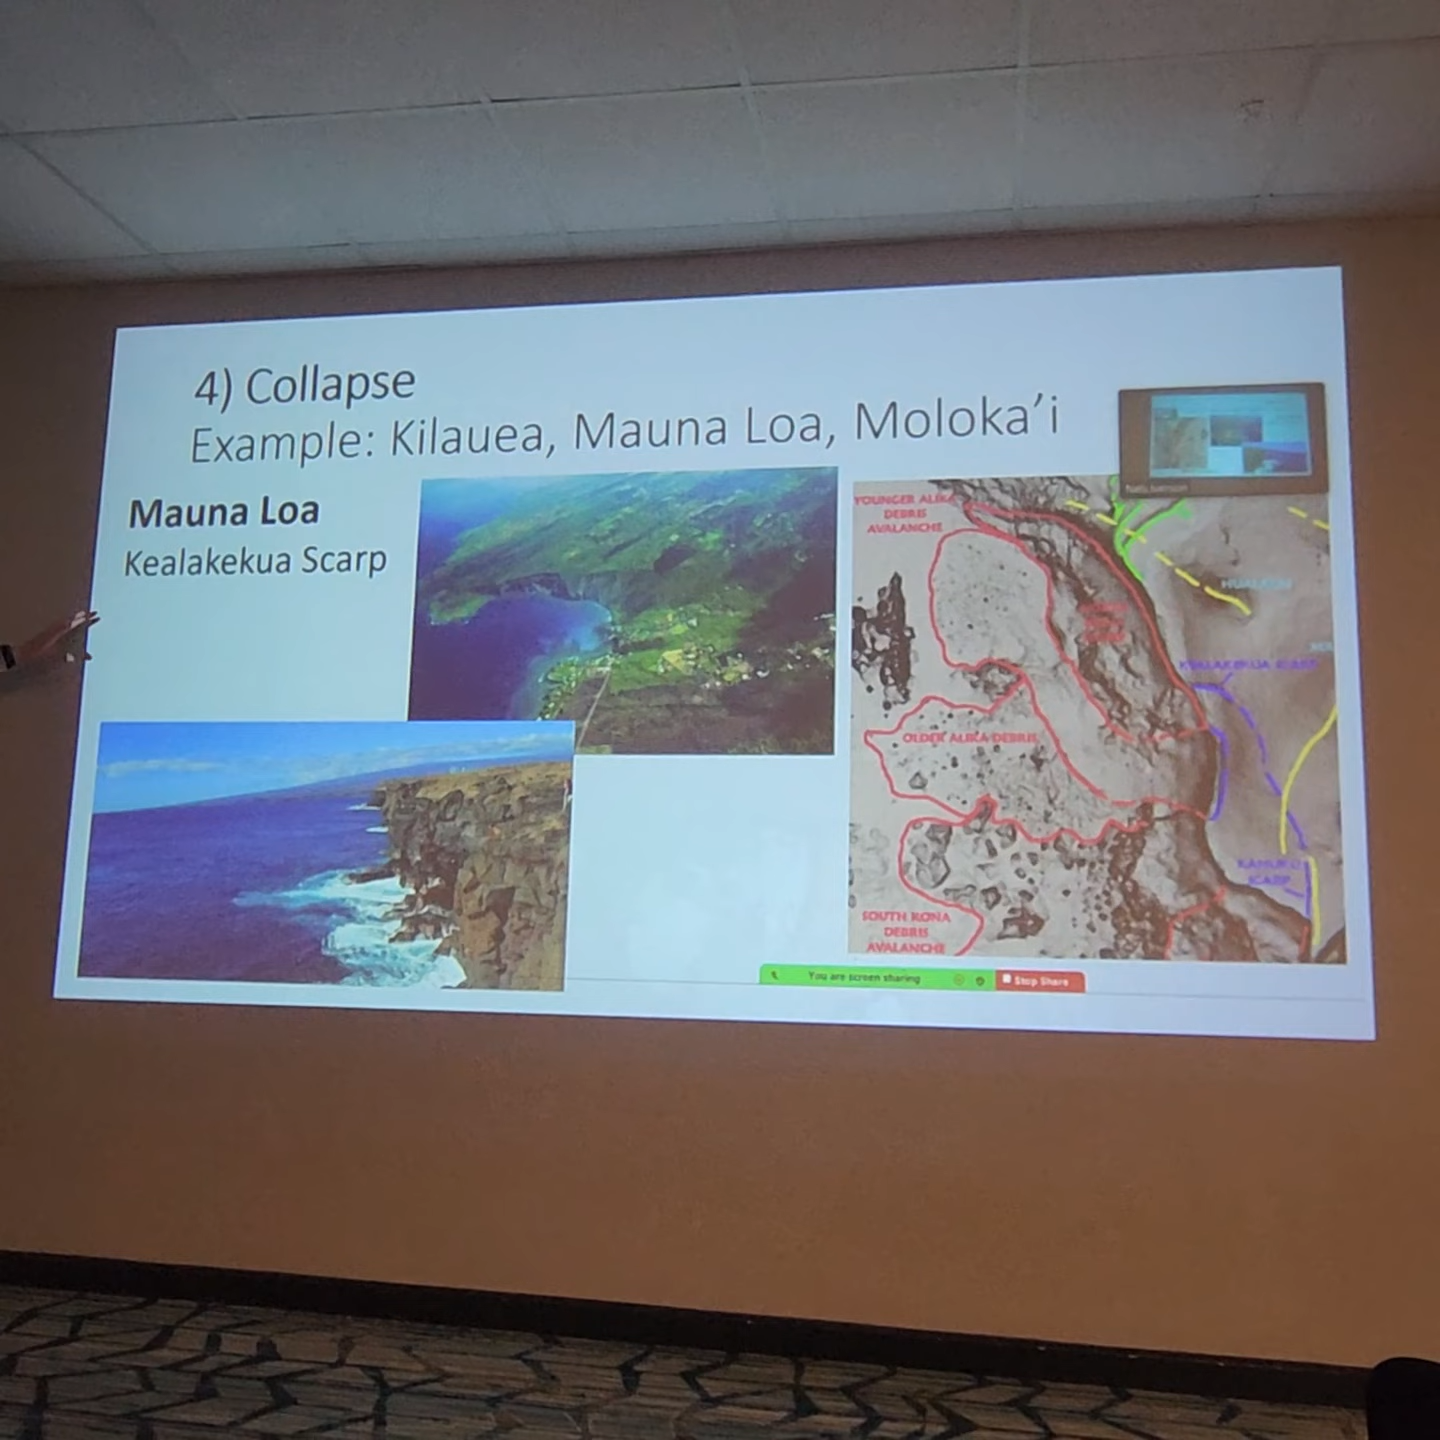 4) Collapse
Example: Kilauea, Mauna Loa, Moloka'i
Mauna Loa
Kealakekua Scarp
YOUNGER ALIKA
DEBRIS
AVALANCHE
KEALAKEKUA SCARP
OLDER ALIKA DEBRIS
SOUTH KONA
DEBRIS
AVALANCHE
You are screen sharing
Stop Share